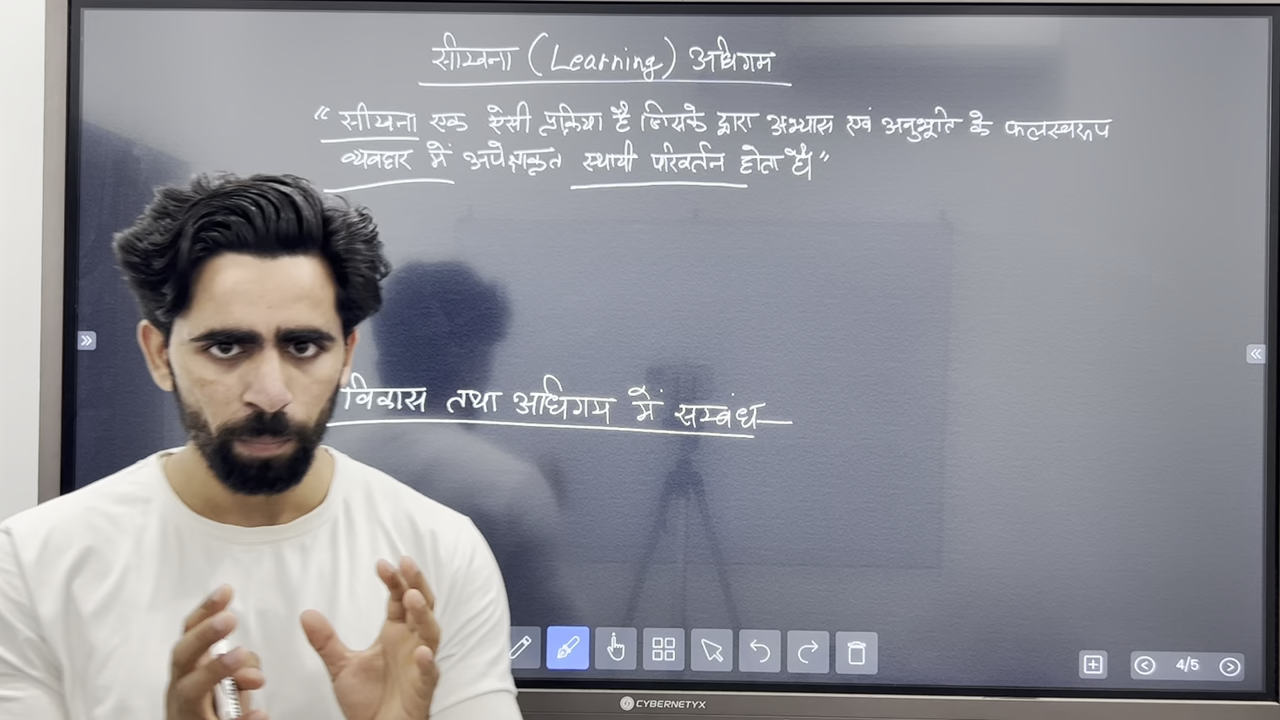 सीखना (Learning) अधिगम
“ सीखना एक ऐसी प्रक्रिया है जिसके द्वारा अभ्यास एवं अनुभूति के फलस्वरूप
व्यवहार में अपेक्षाकृत स्थायी परिवर्तन होता है।”
विकास तथा अधिगम में सम्बंध—
4/5
CYBERNETYX